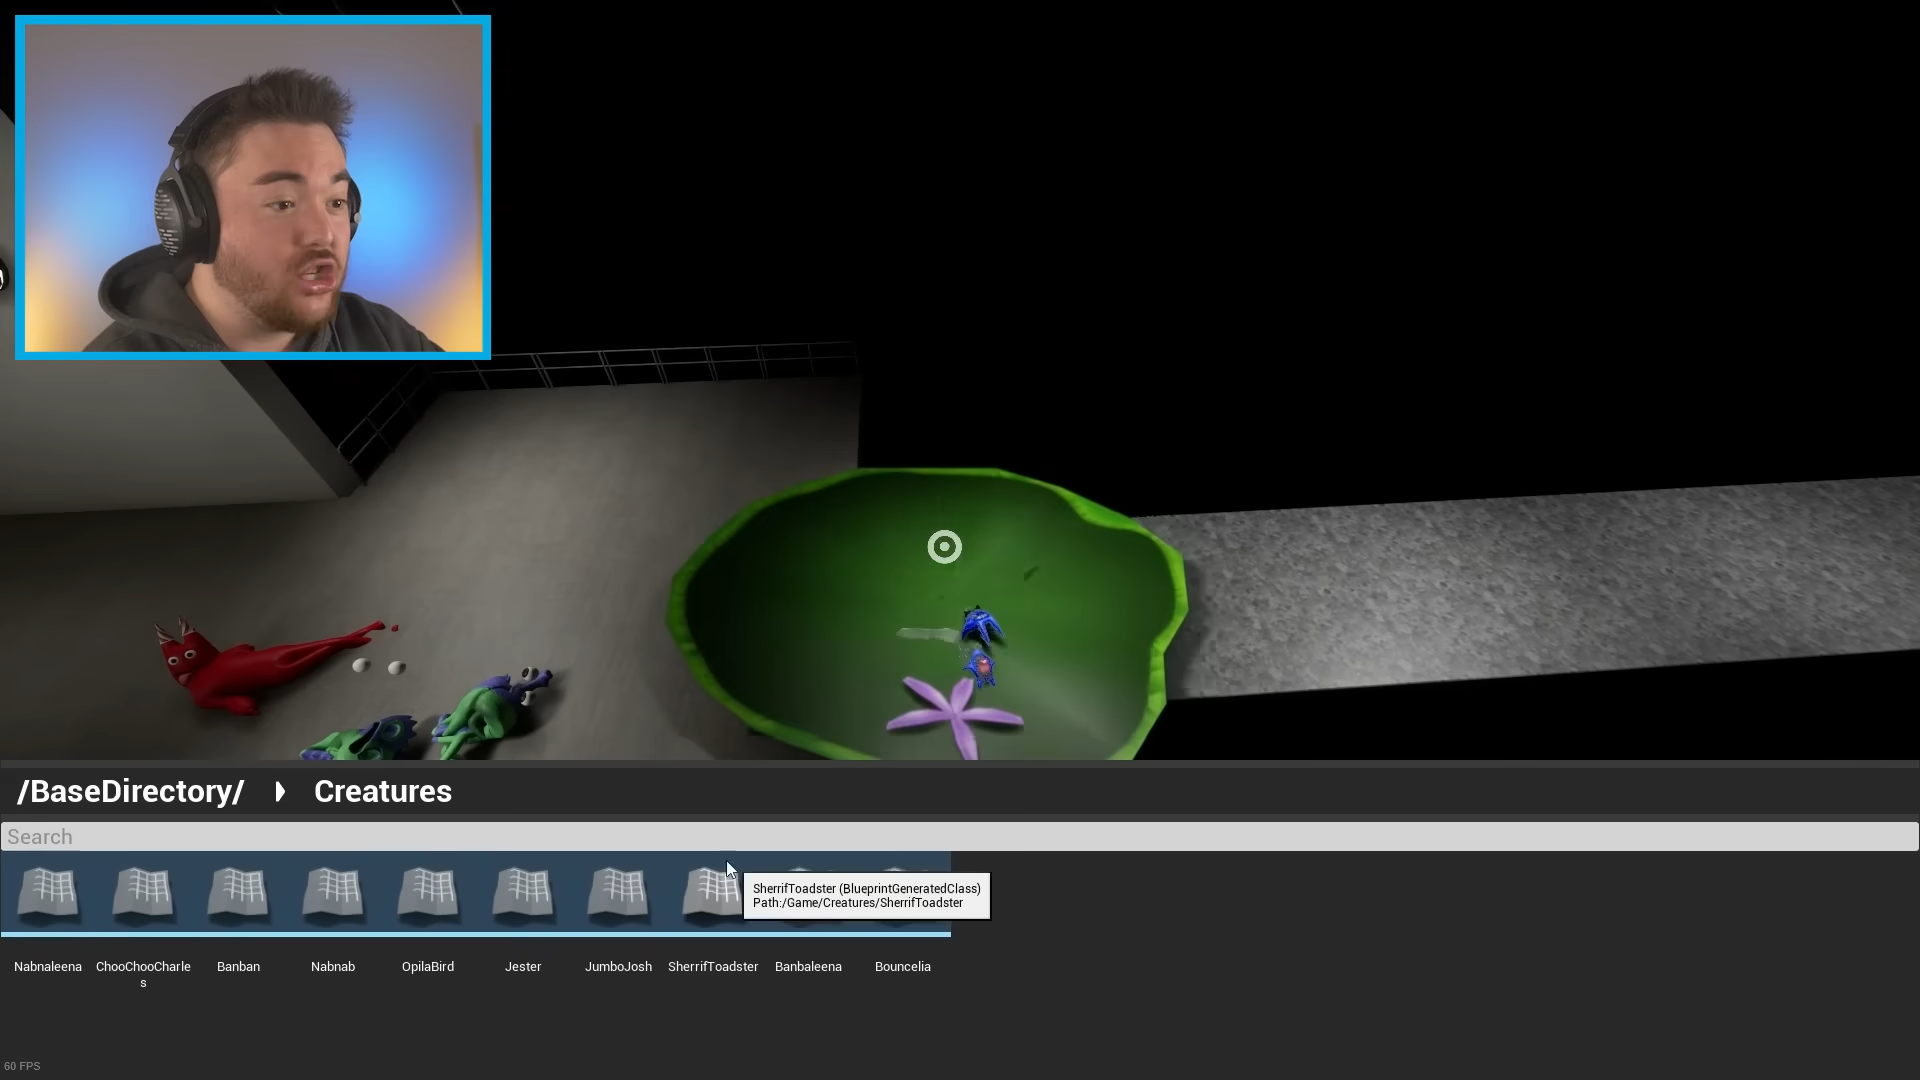 /BaseDirectory/ Creatures
Search
SherrifToadster (BlueprintGeneratedClass)
Path:/Game/Creatures/SherrifToadster
Nabnaleena
ChooChooCharle
s
Banban
Nabnab
OpilaBird
Jester
JumboJosh
SherrifToadster
Banbaleena
Bouncelia
60 FPS